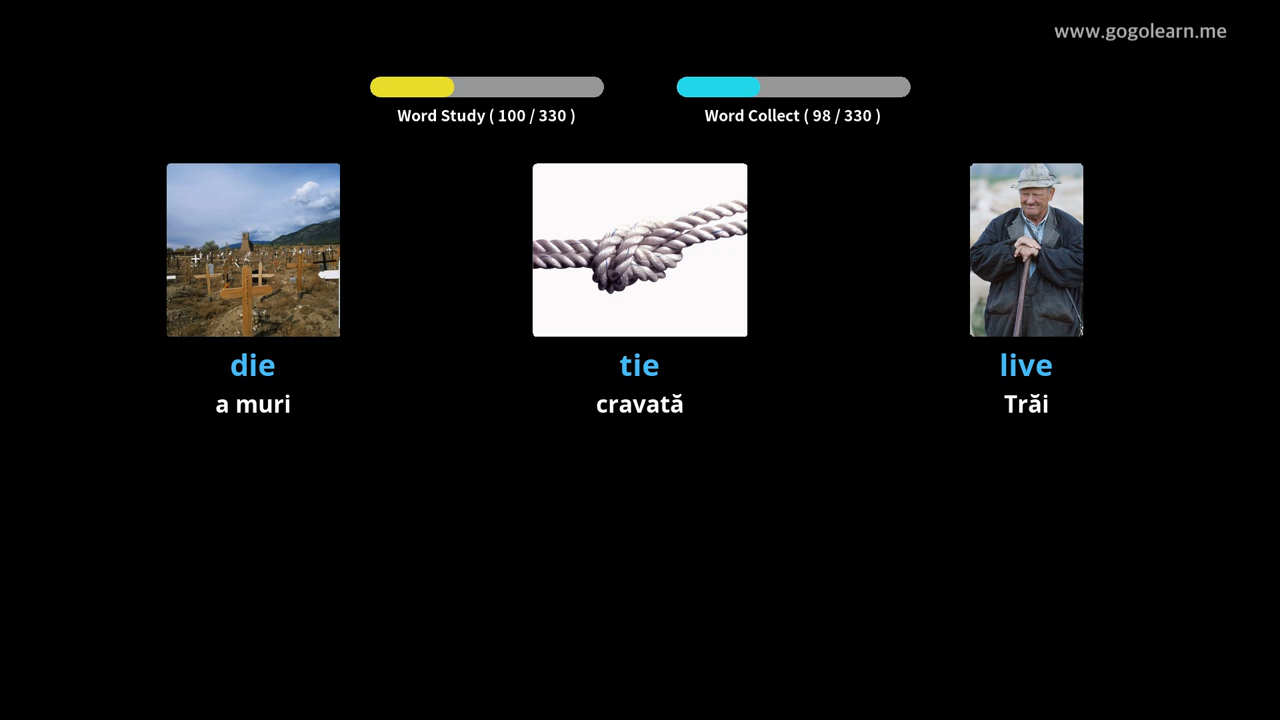 www.gogolearn.me
Word Study ( 100 / 330 )
Word Collect ( 98 / 330 )
die
a muri
tie
cravată
live
Trăi